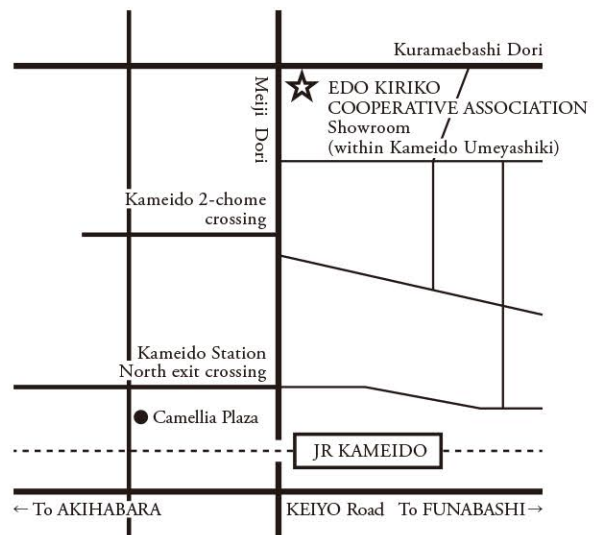 Kuramaebashi Dori
Meiji Dori
EDO KIRIKO
COOPERATIVE ASSOCIATION
Showroom
(within Kameido Umeyashiki)
Kameido 2-chome
crossing
Kameido Station
North exit crossing
Camellia Plaza
JR KAMEIDO
← To AKIHABARA
KEIYO Road
To FUNABASHI→